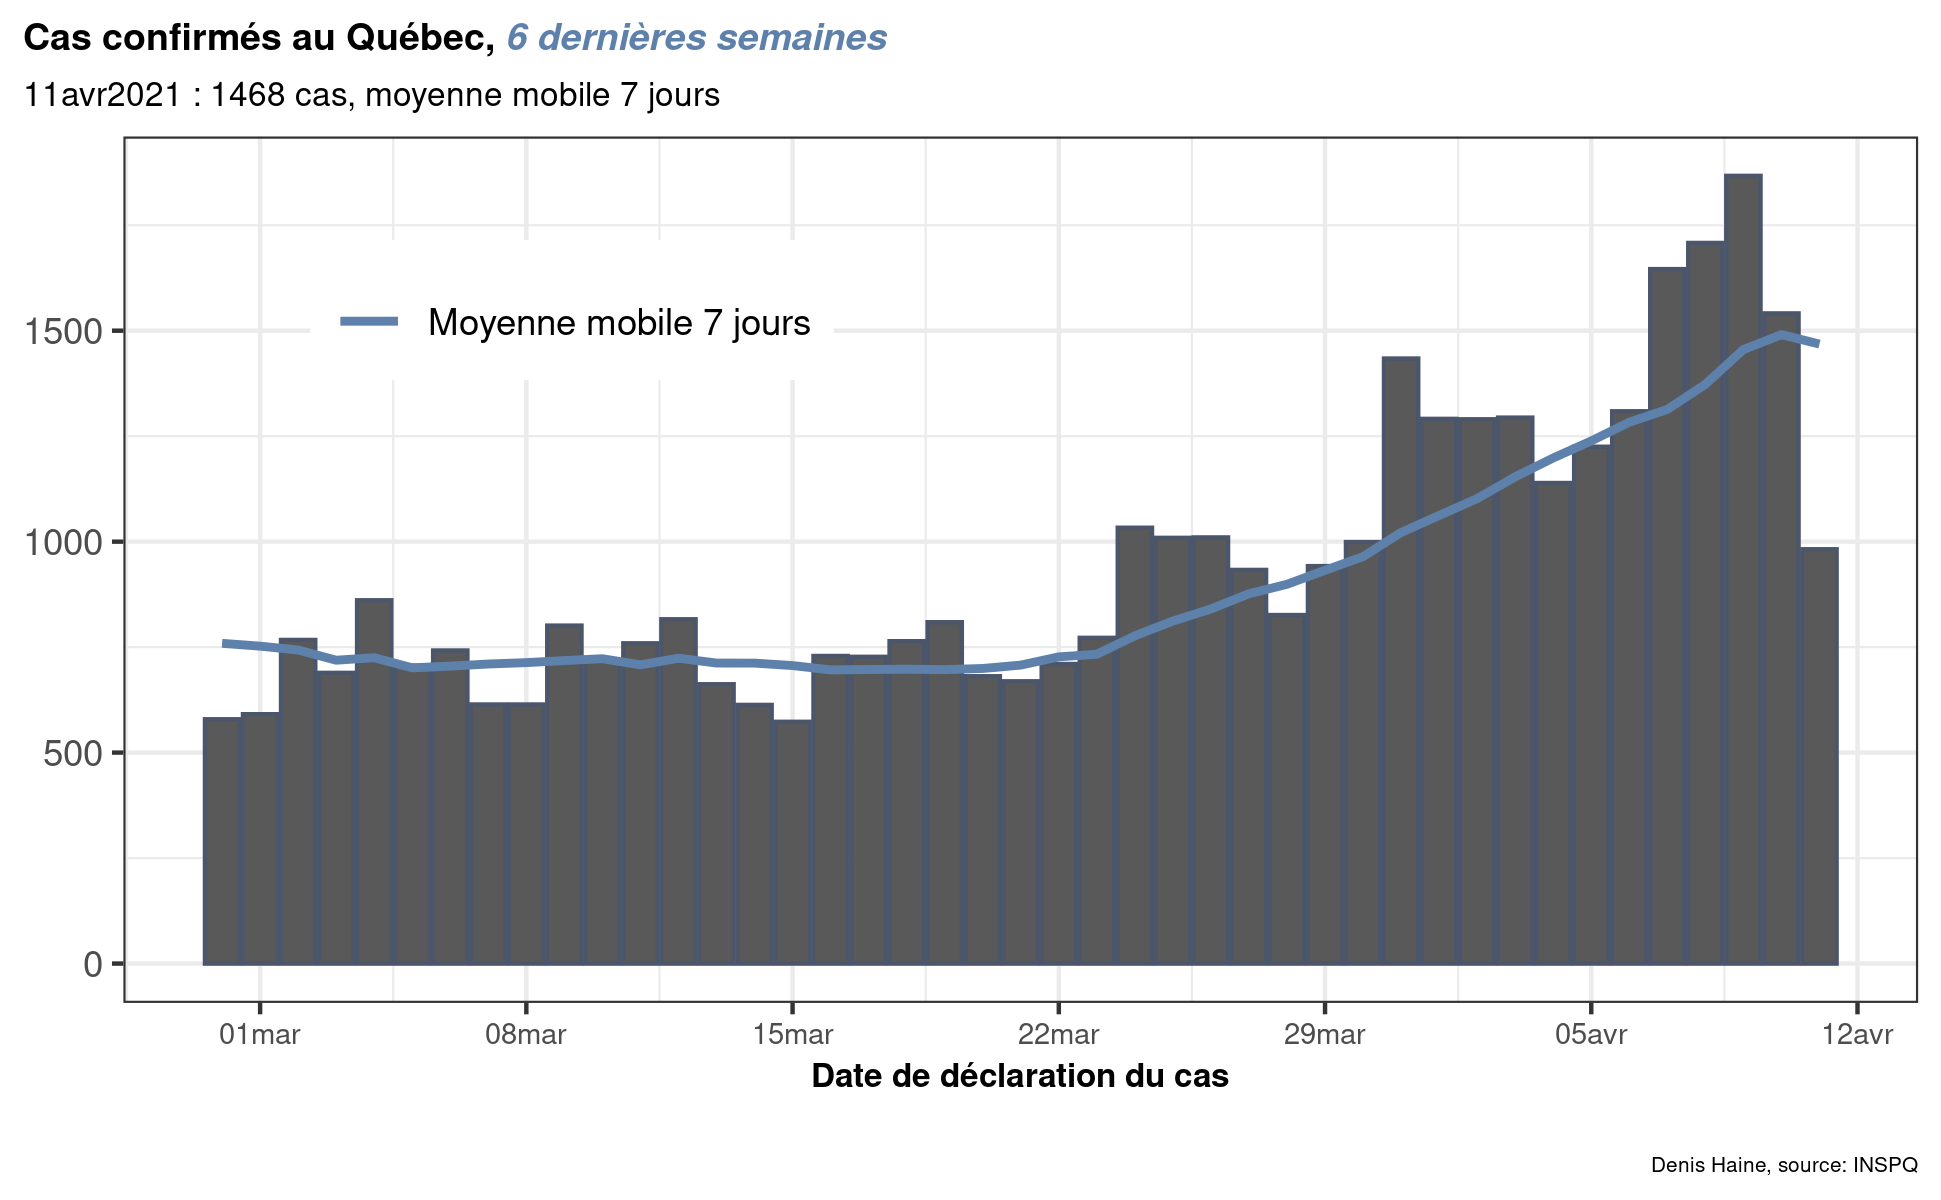 Cas confirmés au Québec, 6 dernières semaines
11avr2021 : 1468 cas, moyenne mobile 7 jours
Moyenne mobile 7 jours
1500
1000
500
0
01mar 08mar 15mar 22mar 29mar 05avr 12avr
Date de déclaration du cas
Denis Haine, source: INSPQ